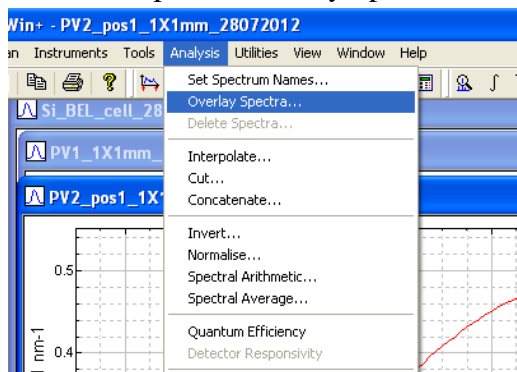 Win+ - PV2_pos1_1X1mm_28072012
Instruments Tools Analysis Utilities View Window Help
Set Spectrum Names...
Si_BEL_cell_28
Overlay Spectra...
Delete Spectra...
PV1_1X1mm_
Interpolate...
Cut...
PV2_pos1_1X
Concatenate...
Invert...
Normalise...
0.5
Spectral Arithmetic...
Spectral Average...
Quantum Efficiency
0.4
Detector Responsivity
nm-1